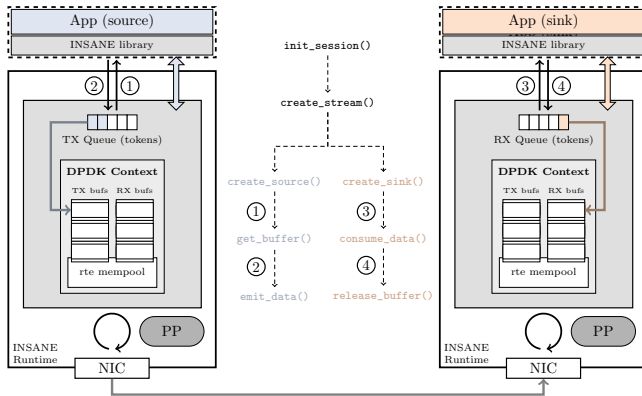 App (source)
INSANE library
2
1
TX Queue (tokens)
DPDK Context
TX bufs
RX bufs
rte mempool
PP
INSANE
Runtime
NIC
init_session()
create_stream()
create_source()
create_sink()
1
3
get_buffer()
consume_data()
2
4
emit_data()
release_buffer()
App (sink)
INSANE library
3
4
RX Queue (tokens)
DPDK Context
TX bufs
RX bufs
rte mempool
PP
INSANE
Runtime
NIC